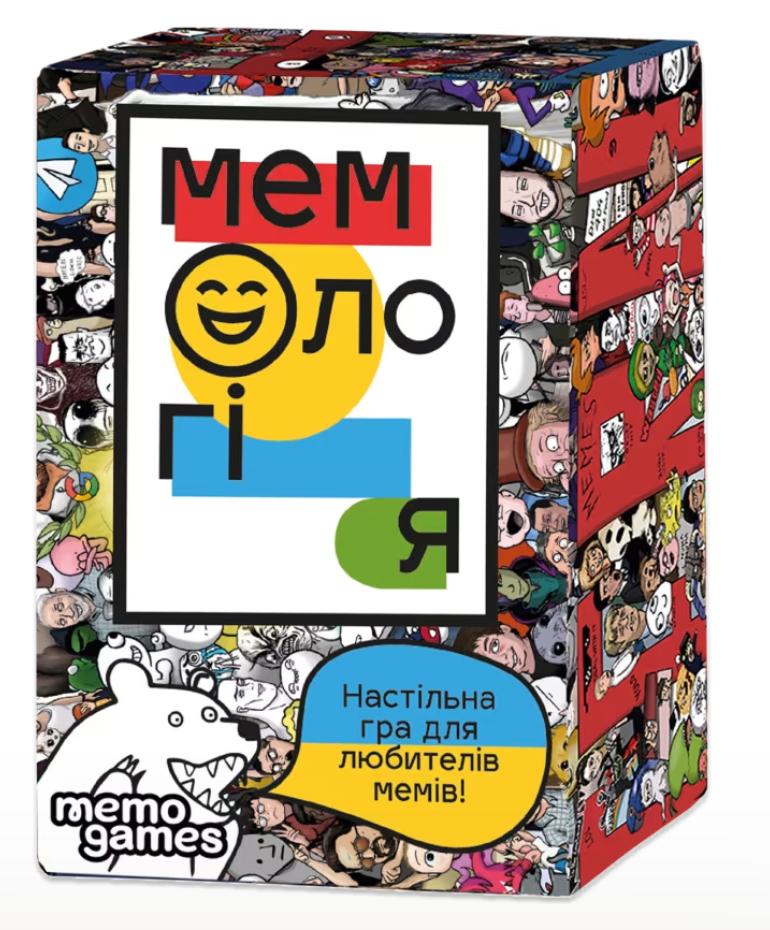 мем
оло
гі
я
Настільна
гра для
любителів
мемів!
memo
games
MEMES